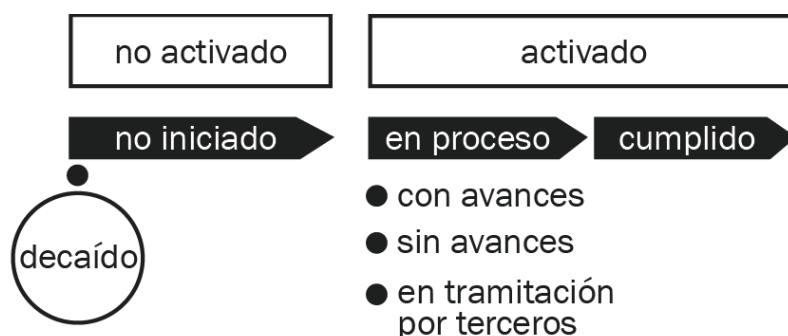 no activado
activado
no iniciado
en proceso
cumplido
decaído
con avances
sin avances
en tramitación
por terceros